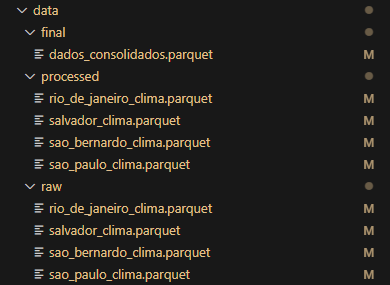 data
final
dados_consolidados.parquet M
processed
rio_de_janeiro_clima.parquet M
salvador_clima.parquet M
sao_bernardo_clima.parquet M
sao_paulo_clima.parquet M
raw
rio_de_janeiro_clima.parquet M
salvador_clima.parquet M
sao_bernardo_clima.parquet M
sao_paulo_clima.parquet M